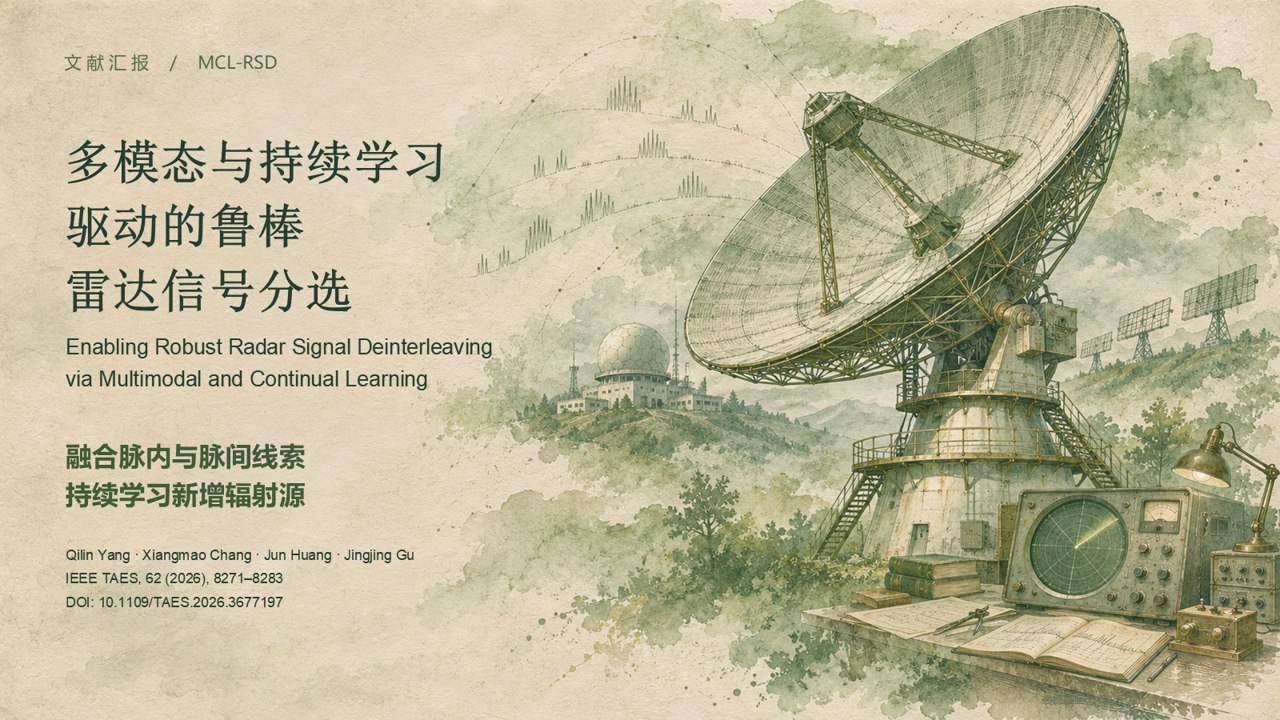 文献汇报 / MCL-RSD
多模态与持续学习
驱动的鲁棒
雷达信号分选
Enabling Robust Radar Signal Deinterleaving
via Multimodal and Continual Learning
融合脉内与脉间线索
持续学习新增辐射源
Qilin Yang · Xiangmao Chang · Jun Huang · Jingjing Gu
IEEE TAES, 62 (2026), 8271–8283
DOI: 10.1109/TAES.2026.3677197